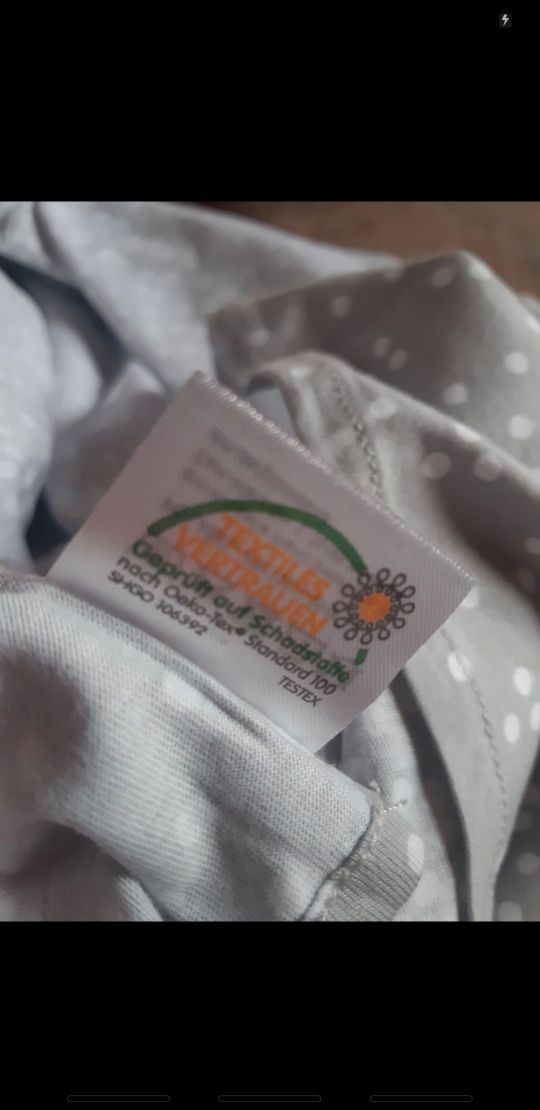 TEXTILES
VERTRAUEN
Geprüft auf Schadstoffe
nach Oeko-Tex® Standard 100
SHGO 106392
TESTEX